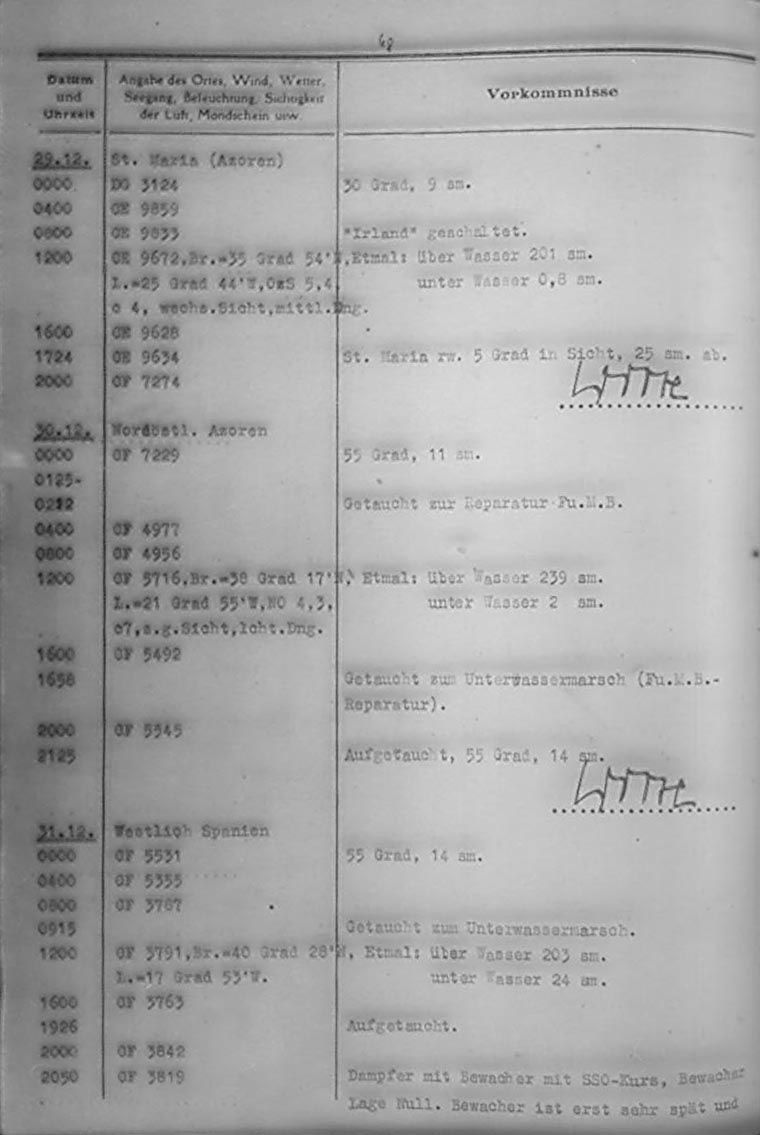 48
Datum und Uhrzeit Angabe des Ortes, Wind, Wetter, Seegang, Beleuchtung, Sichtigkeit der Luft, Mondschein usw. Vorkommnisse
29.12. St. Maria (Azoren)
0000 DG 3124 30 Grad, 9 sm.
0400 CE 9859
0800 CE 9833 "Irland" geschaltet.
1200 CE 9672,Br.=35 Grad 54'N, Etmal: über Wasser 201 sm.
L.=25 Grad 44'W,OzS 5,4, unter Wasser 0,8 sm.
c 4, wechs.Sicht,mittl.Dng.
1600 CE 9628
1724 CE 9634 St. Maria rw. 5 Grad in Sicht, 25 sm. ab.
2000 CF 7274
30.12. Nordöstl. Azoren
0000 CF 7229 55 Grad, 11 sm.
0125-
0212 Getaucht zur Reparatur Fu.M.B.
0400 CF 4977
0800 CF 4956
1200 CF 5716,Br.=38 Grad 17'N, Etmal: über Wasser 239 sm.
L.=21 Grad 55'W,NO 4,3, unter Wasser 2 sm.
c7,s.g.Sicht,lcht.Dng.
1600 CF 5492
1658 Getaucht zum Unterwassermarsch (Fu.M.B.-
Reparatur).
2000 CF 5545
2125 Aufgetaucht, 55 Grad, 14 sm.
31.12. Westlich Spanien
0000 CF 5531 55 Grad, 14 sm.
0400 CF 5355
0800 CF 3787
0915 Getaucht zum Unterwassermarsch.
1200 CF 3791,Br.=40 Grad 28'N, Etmal: über Wasser 203 sm.
L.=17 Grad 53'W. unter Wasser 24 sm.
1600 CF 3763
1926 Aufgetaucht.
2000 CF 3842
2050 CF 3819 Dampfer mit Bewacher mit SSO-Kurs, Bewacher
Lage Null. Bewacher ist erst sehr spät und